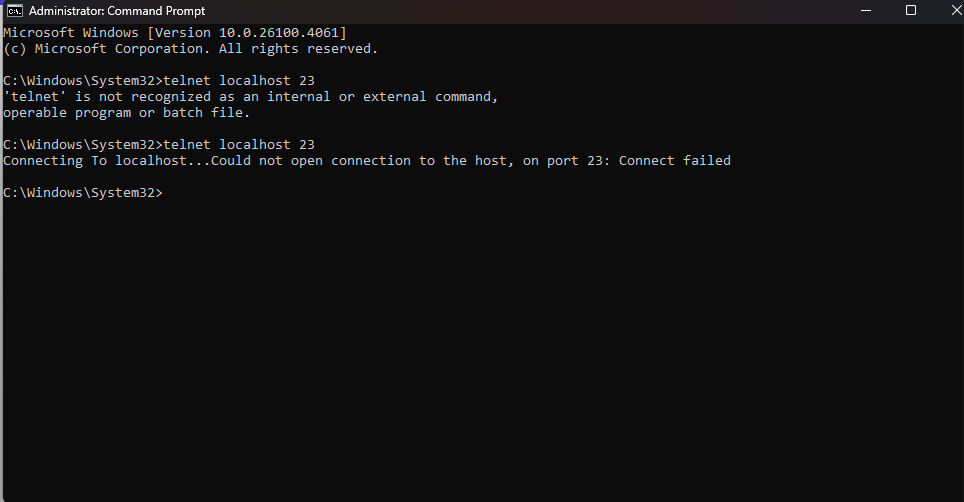 Administrator: Command Prompt
Microsoft Windows [Version 10.0.26100.4061]
(c) Microsoft Corporation. All rights reserved.
C:\Windows\System32>telnet localhost 23
'telnet' is not recognized as an internal or external command,
operable program or batch file.
C:\Windows\System32>telnet localhost 23
Connecting To localhost...Could not open connection to the host, on port 23: Connect failed
C:\Windows\System32>